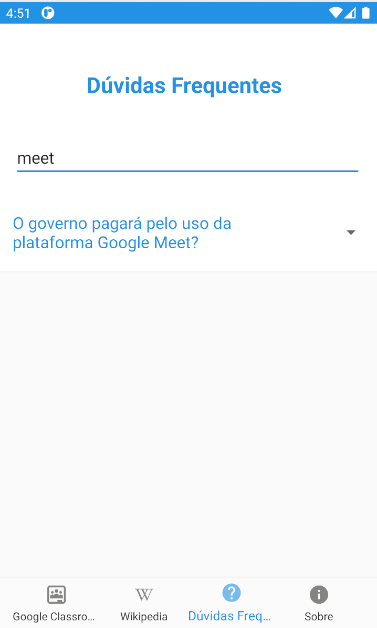 4:51
Dúvidas Frequentes
meet
O governo pagará pelo uso da
plataforma Google Meet?
W
Google Classro...
Wikipedia
Dúvidas Freq...
Sobre